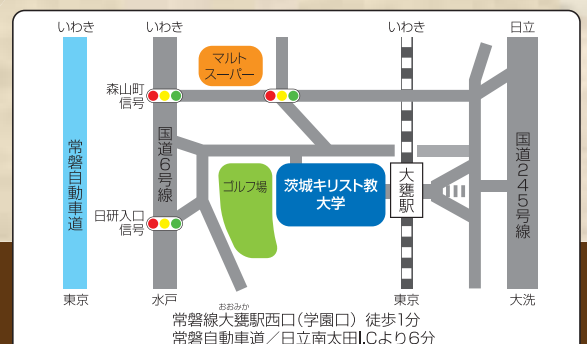 いわき
いわき
いわき
日立
マルト
スーパー
森山町
信号
常磐自動車道
国道6号線
ゴルフ場
茨城キリスト教
大学
大甕駅
国道245号線
日研入口
信号
東京
水戸
東京
大洗
おおみか
常磐線大甕駅西口(学園口) 徒歩1分
常磐自動車道/日立南太田I.Cより6分